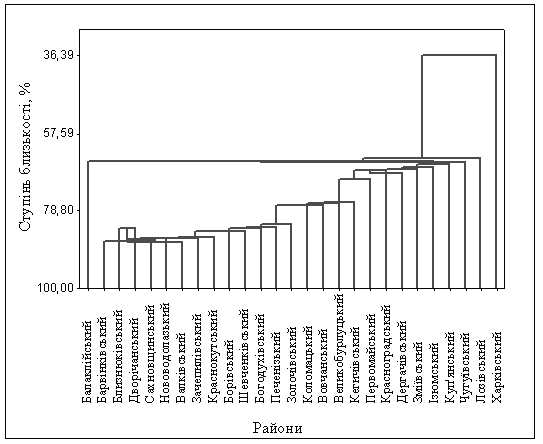 Ступінь близькості, %
36,39
57,59
78,80
100,00
Балаклійський
Барвінківський
Близнюківський
Дворічанський
Сахновщинський
Нововодолазький
Валківський
Зачепилівський
Краснокутський
Борівський
Шевченківський
Богодухівський
Печенізький
Золочівський
Коломацький
Вовчанський
Великобурлуцький
Кегичівський
Первомайський
Красноградський
Дергачівський
Зміївський
Ізюмський
Куп'янський
Чугуївський
Лозівський
Харківський
Райони